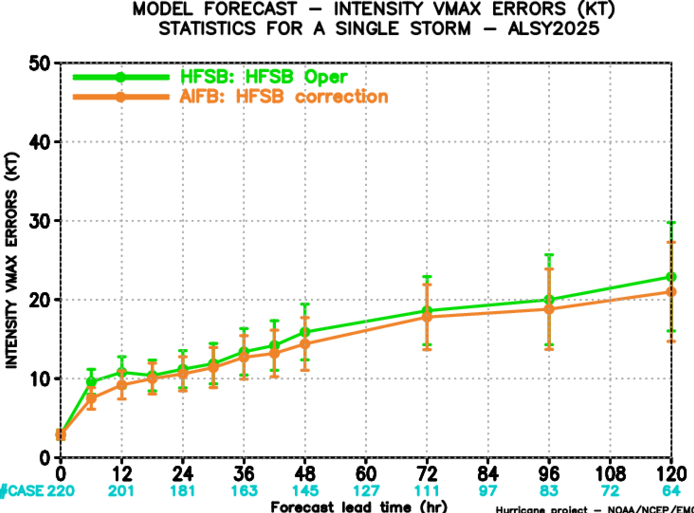 MODEL FORECAST – INTENSITY VMAX ERRORS (KT)
STATISTICS FOR A SINGLE STORM – ALSY2025
INTENSITY VMAX ERRORS (KT)
50
40
30
20
10
0
HFSB: HFSB Oper
AIFB: HFSB correction
0 12 24 36 48 60 72 84 96 108 120
#CASE 220 201 181 163 145 127 111 97 83 72 64
Forecast lead time (hr)
Hurricane project – NOAA/NCEP/EMC